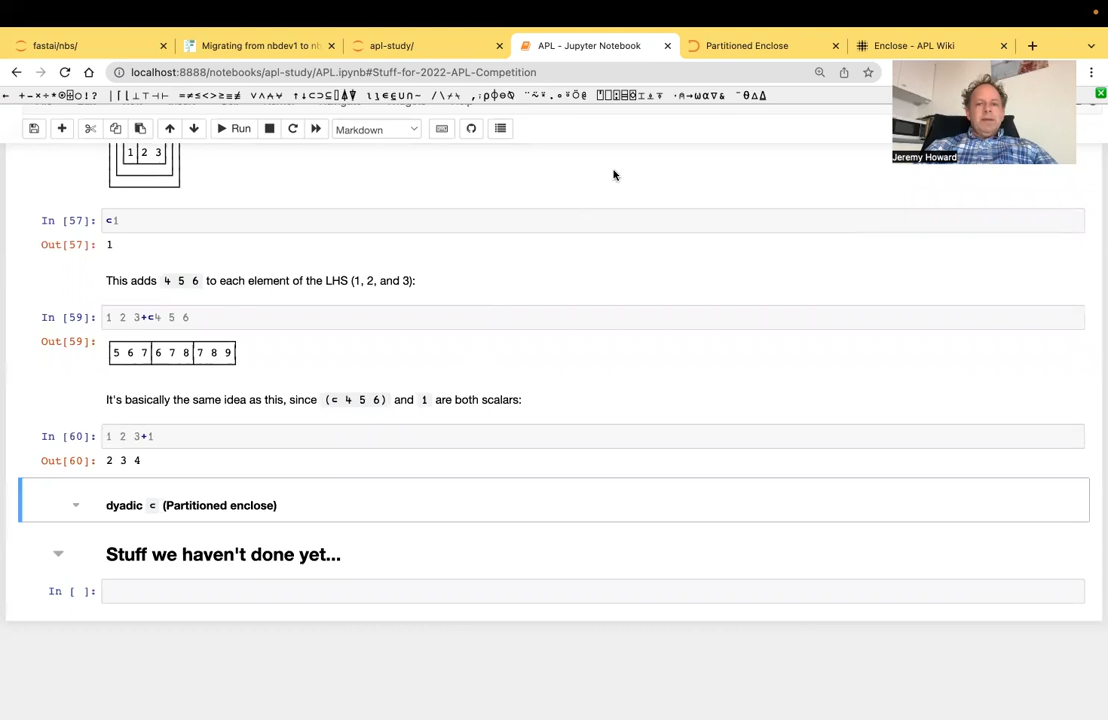 fastai/nbs/
Migrating from nbdev1 to n
apl-study/
APL - Jupyter Notebook
Partitioned Enclose
Enclose - APL Wiki
localhost:8888/notebooks/apl-study/APL.ipynb#Stuff-for-2022-APL-Competition
Run
Markdown
Jeremy Howard
1 2 3
In [57]: ⊂1
Out[57]: 1
This adds 4 5 6 to each element of the LHS (1, 2, and 3):
In [59]: 1 2 3+⊂4 5 6
Out[59]: 5 6 7 6 7 8 7 8 9
It's basically the same idea as this, since (⊂ 4 5 6) and 1 are both scalars:
In [60]: 1 2 3+1
Out[60]: 2 3 4
dyadic ⊂ (Partitioned enclose)
Stuff we haven't done yet...
In [ ]: